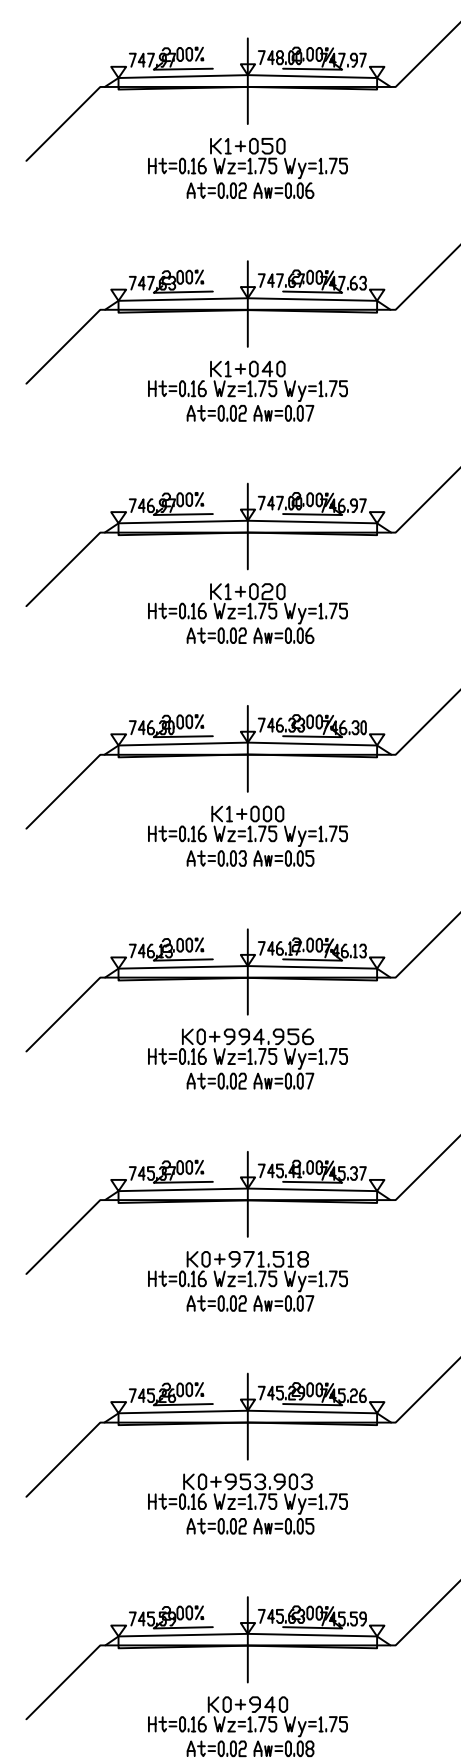 747.97 2.00% 748.00 2.00% 747.97
K1+050
Ht=0.16 Wz=1.75 Wy=1.75
At=0.02 Aw=0.06
747.63 2.00% 747.67 2.00% 747.63
K1+040
Ht=0.16 Wz=1.75 Wy=1.75
At=0.02 Aw=0.07
746.97 2.00% 747.00 2.00% 746.97
K1+020
Ht=0.16 Wz=1.75 Wy=1.75
At=0.02 Aw=0.06
746.30 2.00% 746.33 2.00% 746.30
K1+000
Ht=0.16 Wz=1.75 Wy=1.75
At=0.03 Aw=0.05
746.13 2.00% 746.17 2.00% 746.13
K0+994.956
Ht=0.16 Wz=1.75 Wy=1.75
At=0.02 Aw=0.07
745.37 2.00% 745.41 2.00% 745.37
K0+971.518
Ht=0.16 Wz=1.75 Wy=1.75
At=0.02 Aw=0.07
745.26 2.00% 745.29 2.00% 745.26
K0+953.903
Ht=0.16 Wz=1.75 Wy=1.75
At=0.02 Aw=0.05
745.59 2.00% 745.63 2.00% 745.59
K0+940
Ht=0.16 Wz=1.75 Wy=1.75
At=0.02 Aw=0.08